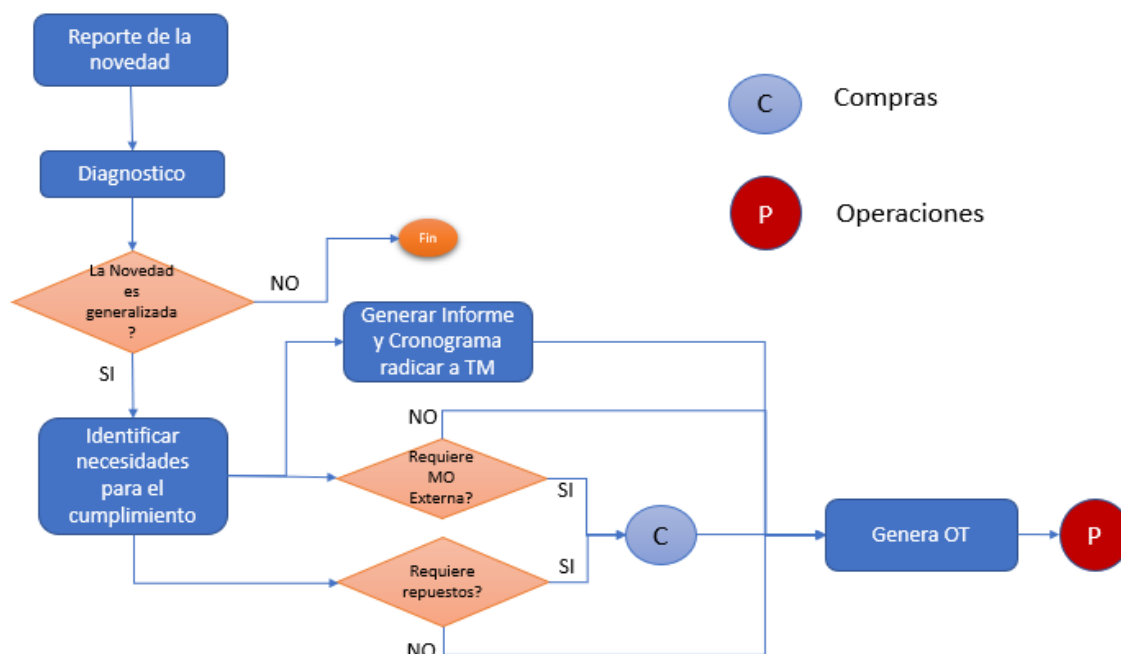 Reporte de la
novedad
C
Compras
Diagnostico
P
Operaciones
Fin
La Novedad
es
generalizada
?
NO
SI
Generar Informe
y Cronograma
radicar a TM
Identificar
necesidades
para el
cumplimiento
NO
Requiere
MO
Externa?
SI
C
Genera OT
P
Requiere
repuestos?
SI
NO